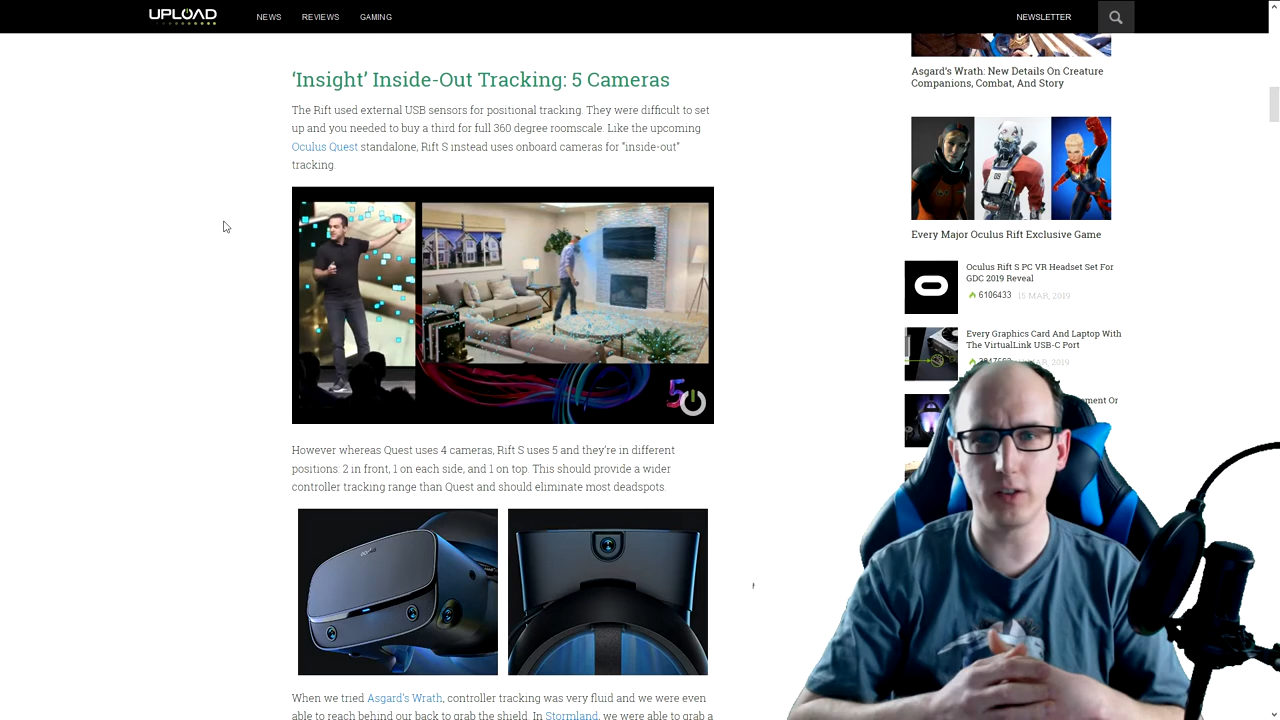 UPLOAD
NEWS
REVIEWS
GAMING
NEWSLETTER
‘Insight’ Inside-Out Tracking: 5 Cameras
The Rift used external USB sensors for positional tracking. They were difficult to set
up and you needed to buy a third for full 360 degree roomscale. Like the upcoming
Oculus Quest standalone, Rift S instead uses onboard cameras for “inside-out”
tracking.
However whereas Quest uses 4 cameras, Rift S uses 5 and they’re in different
positions. 2 in front, 1 on each side, and 1 on top. This should provide a wider
controller tracking range than Quest and should eliminate most deadspots.
When we tried Asgard’s Wrath, controller tracking was very fluid and we were even
able to reach behind our back to grab the shield. In Stormland, we were able to grab a
Asgard’s Wrath: New Details On Creature
Companions, Combat, And Story
Every Major Oculus Rift Exclusive Game
Oculus Rift S PC VR Headset Set For
GDC 2019 Reveal
6106433
15 MAR, 2019
Every Graphics Card And Laptop With
The VirtualLink USB-C Port
2019
Or